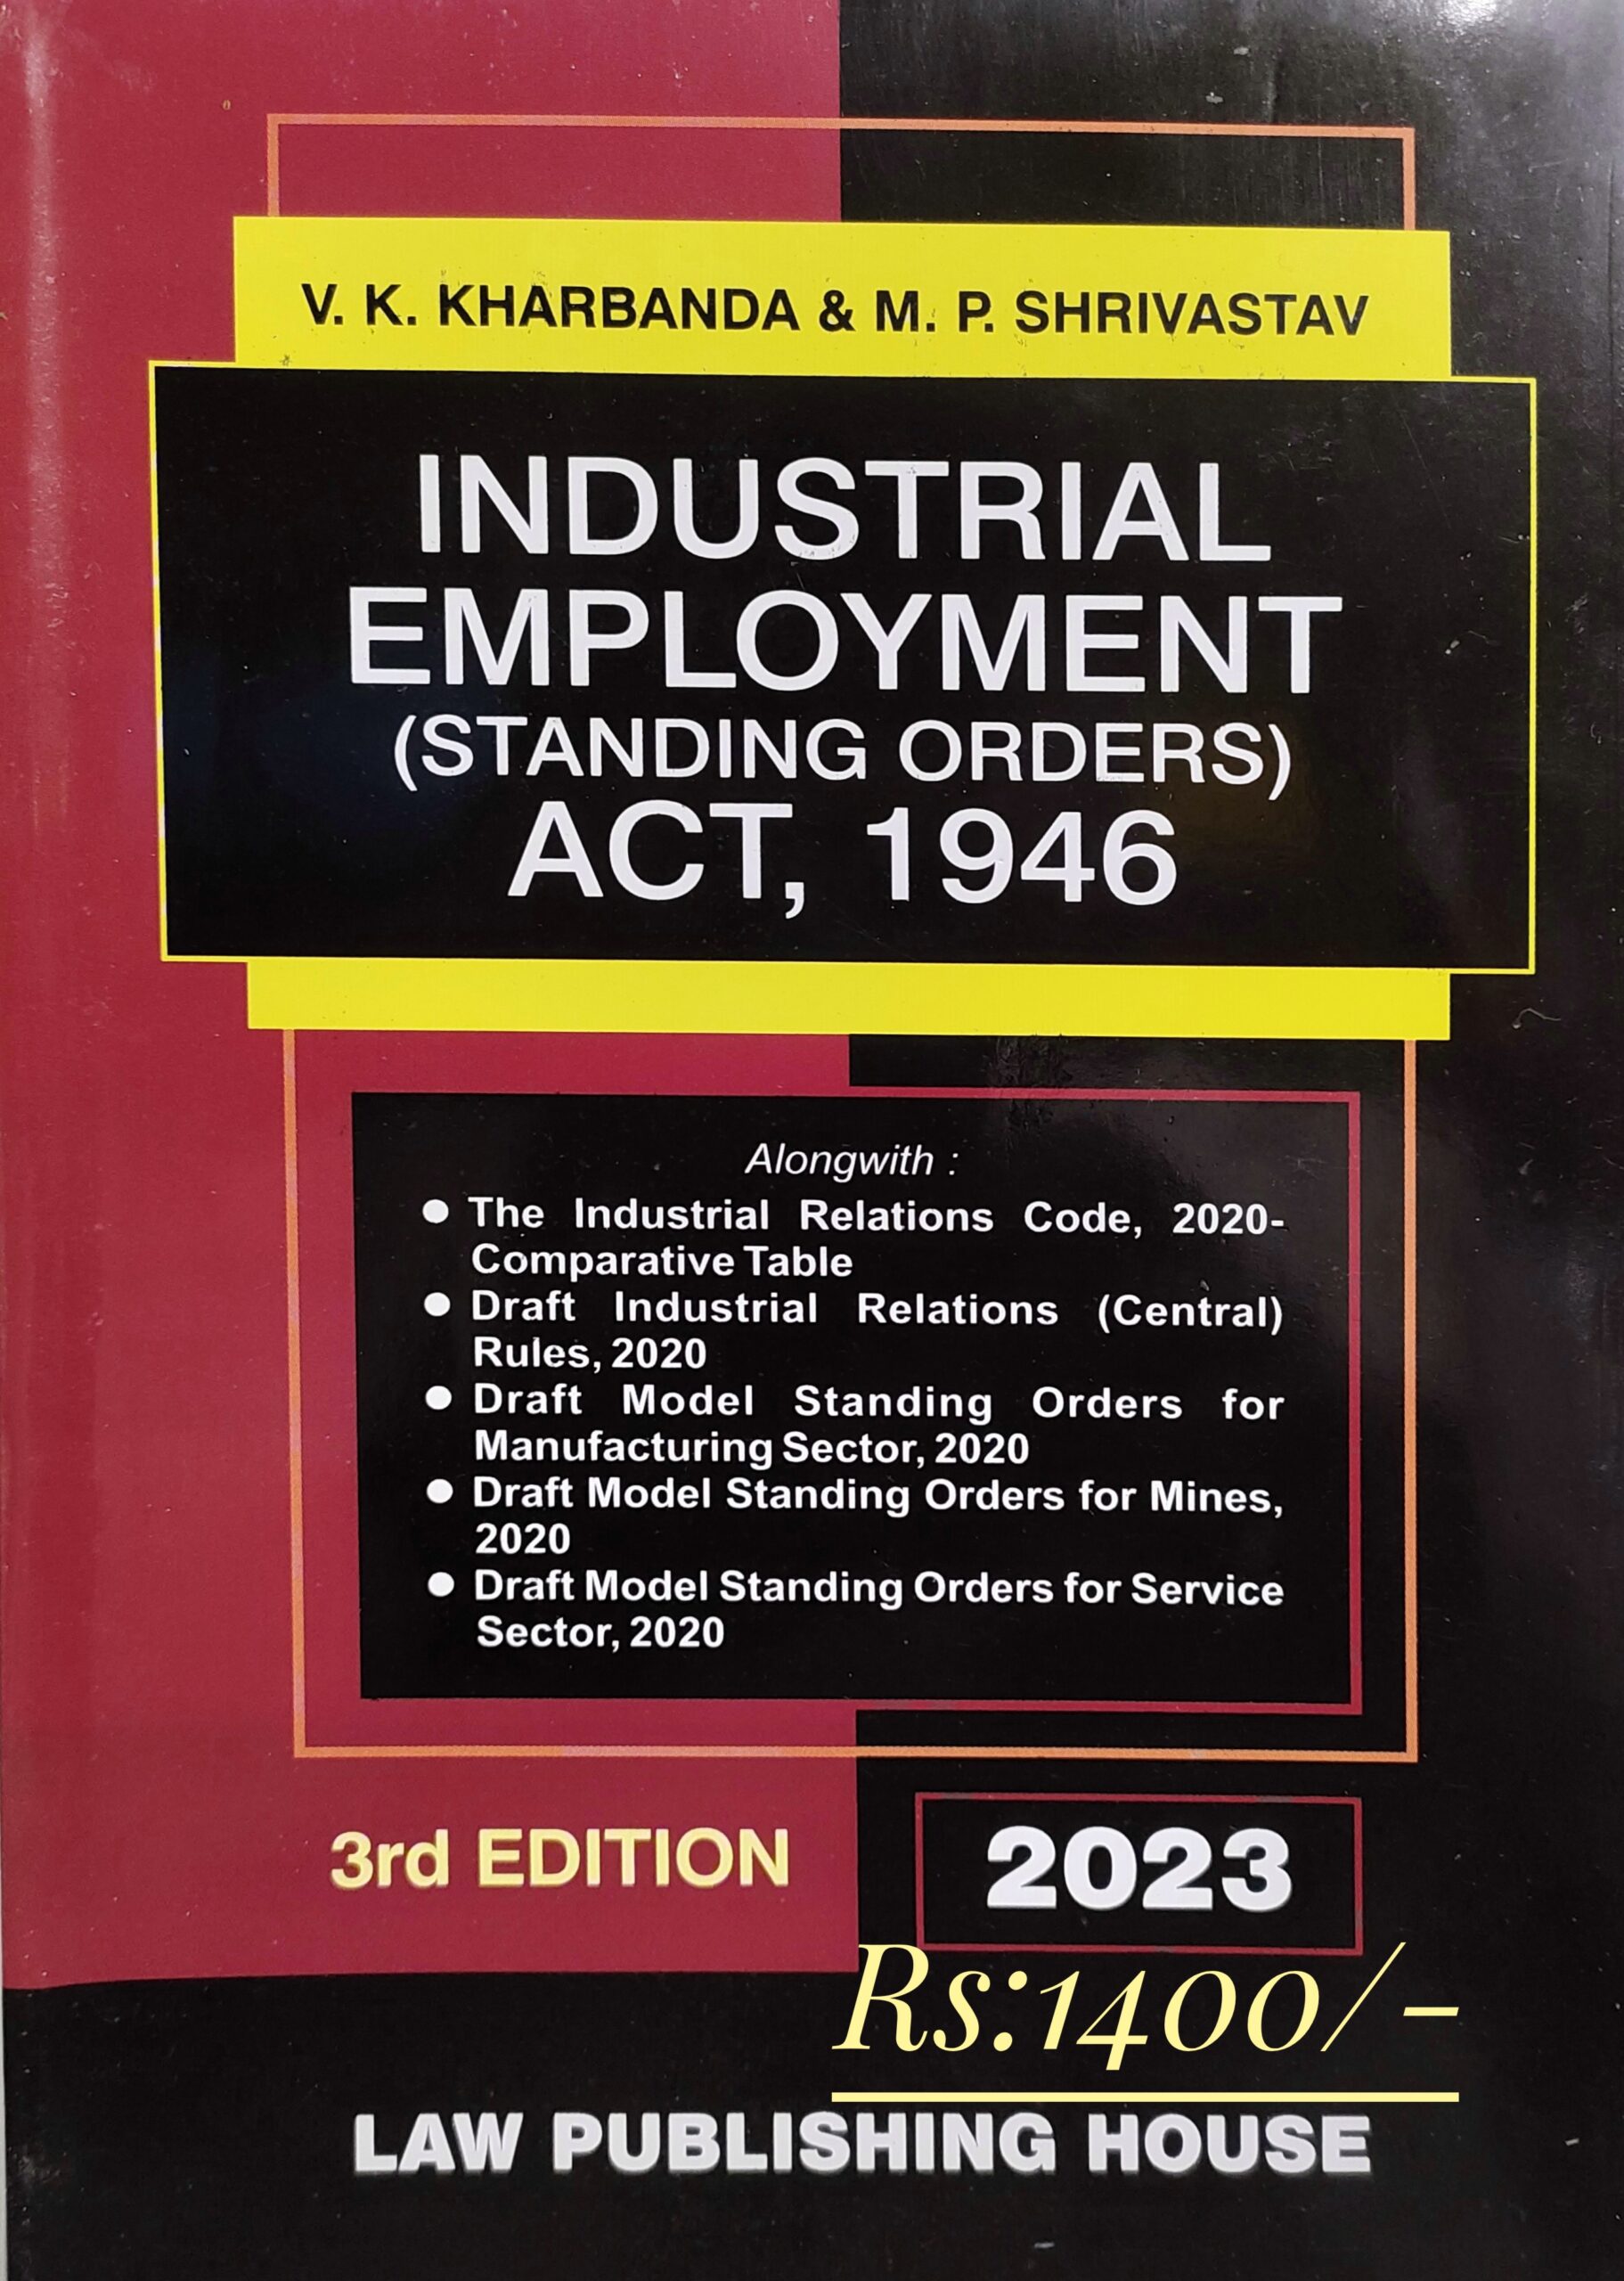 V. K. KHARBANDA & M. P. SHRIVASTAV
INDUSTRIAL
EMPLOYMENT
(STANDING ORDERS)
ACT, 1946
Alongwith :
● The Industrial Relations Code, 2020-
Comparative Table
● Draft Industrial Relations (Central)
Rules, 2020
● Draft Model Standing Orders for
Manufacturing Sector, 2020
● Draft Model Standing Orders for Mines,
2020
● Draft Model Standing Orders for Service
Sector, 2020
3rd EDITION
2023
Rs:1400/-
LAW PUBLISHING HOUSE